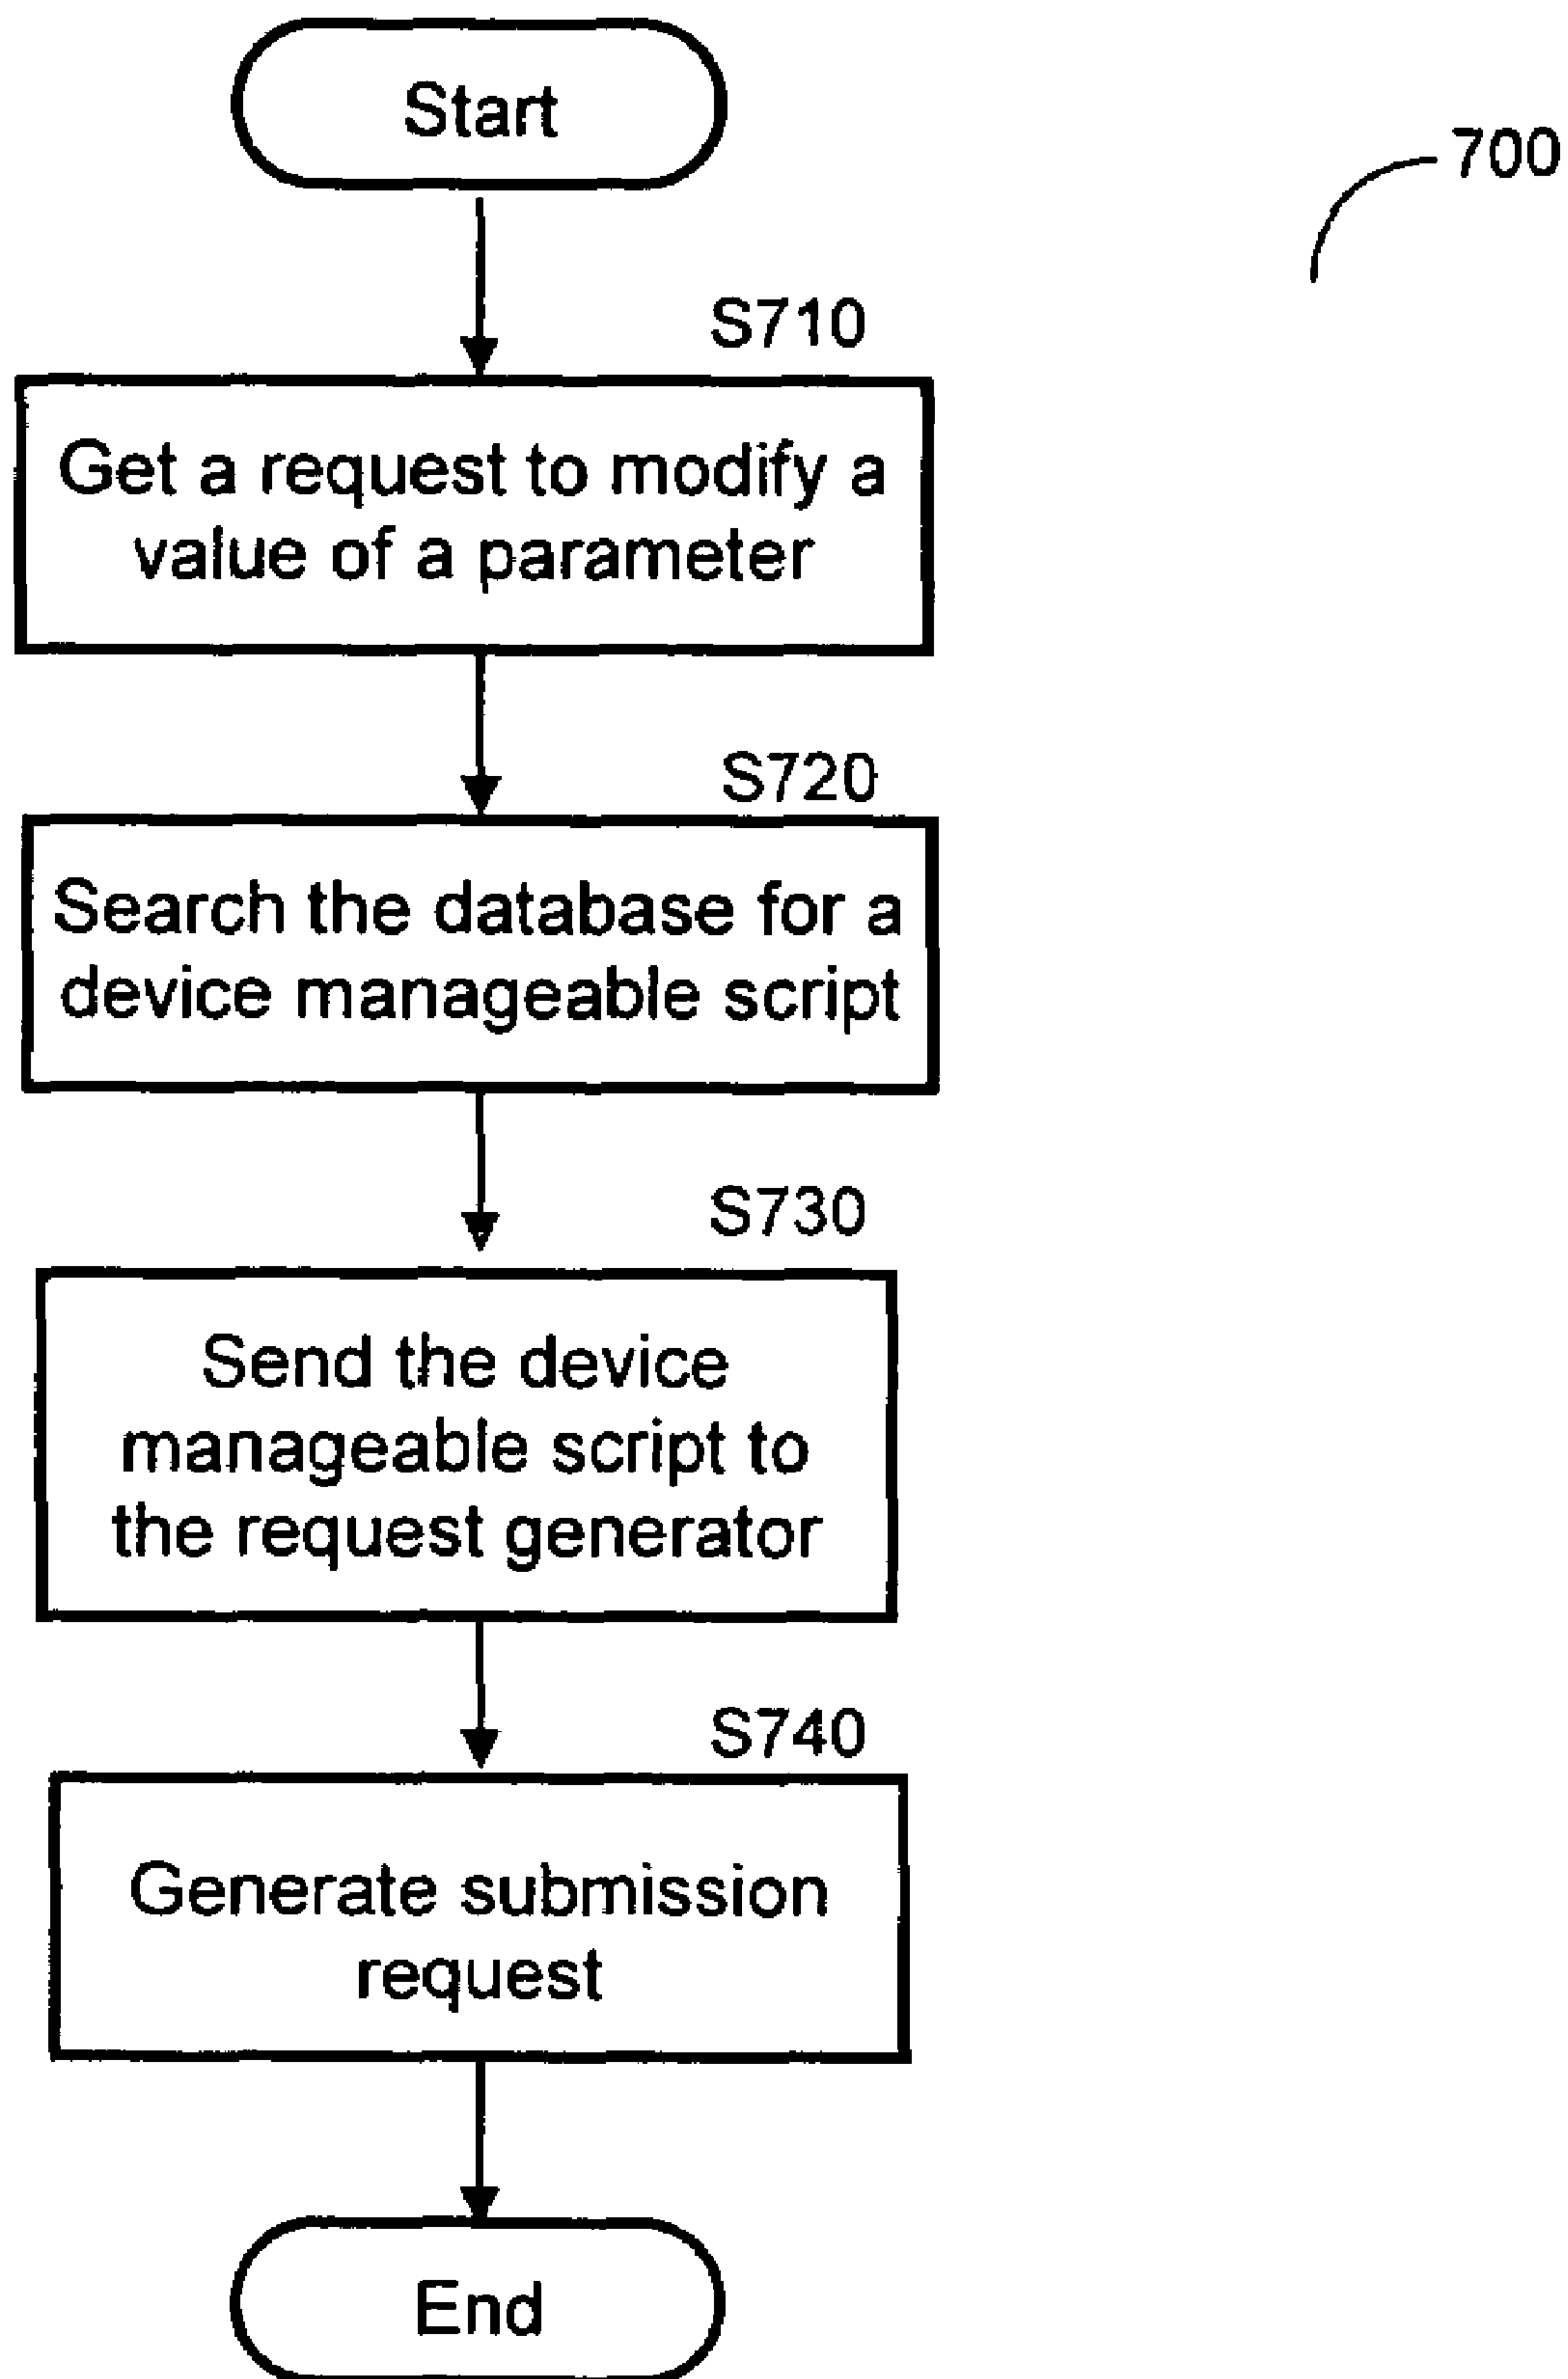 Start
700
S710
Get a request to modify a
value of a parameter
S720
Search the database for a
device manageable script
S730
Send the device
manageable script to
the request generator
S740
Generate submission
request
End